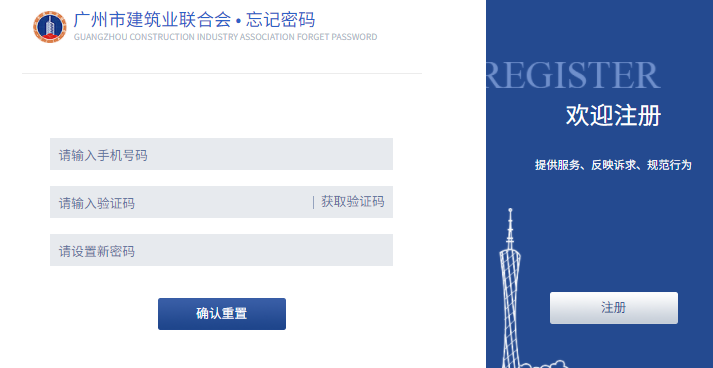 广州市建筑业联合会 • 忘记密码
GUANGZHOU CONSTRUCTION INDUSTRY ASSOCIATION FORGET PASSWORD
请输入手机号码
请输入验证码 | 获取验证码
请设置新密码
确认重置
REGISTER
欢迎注册
提供服务、反映诉求、规范行为
注册